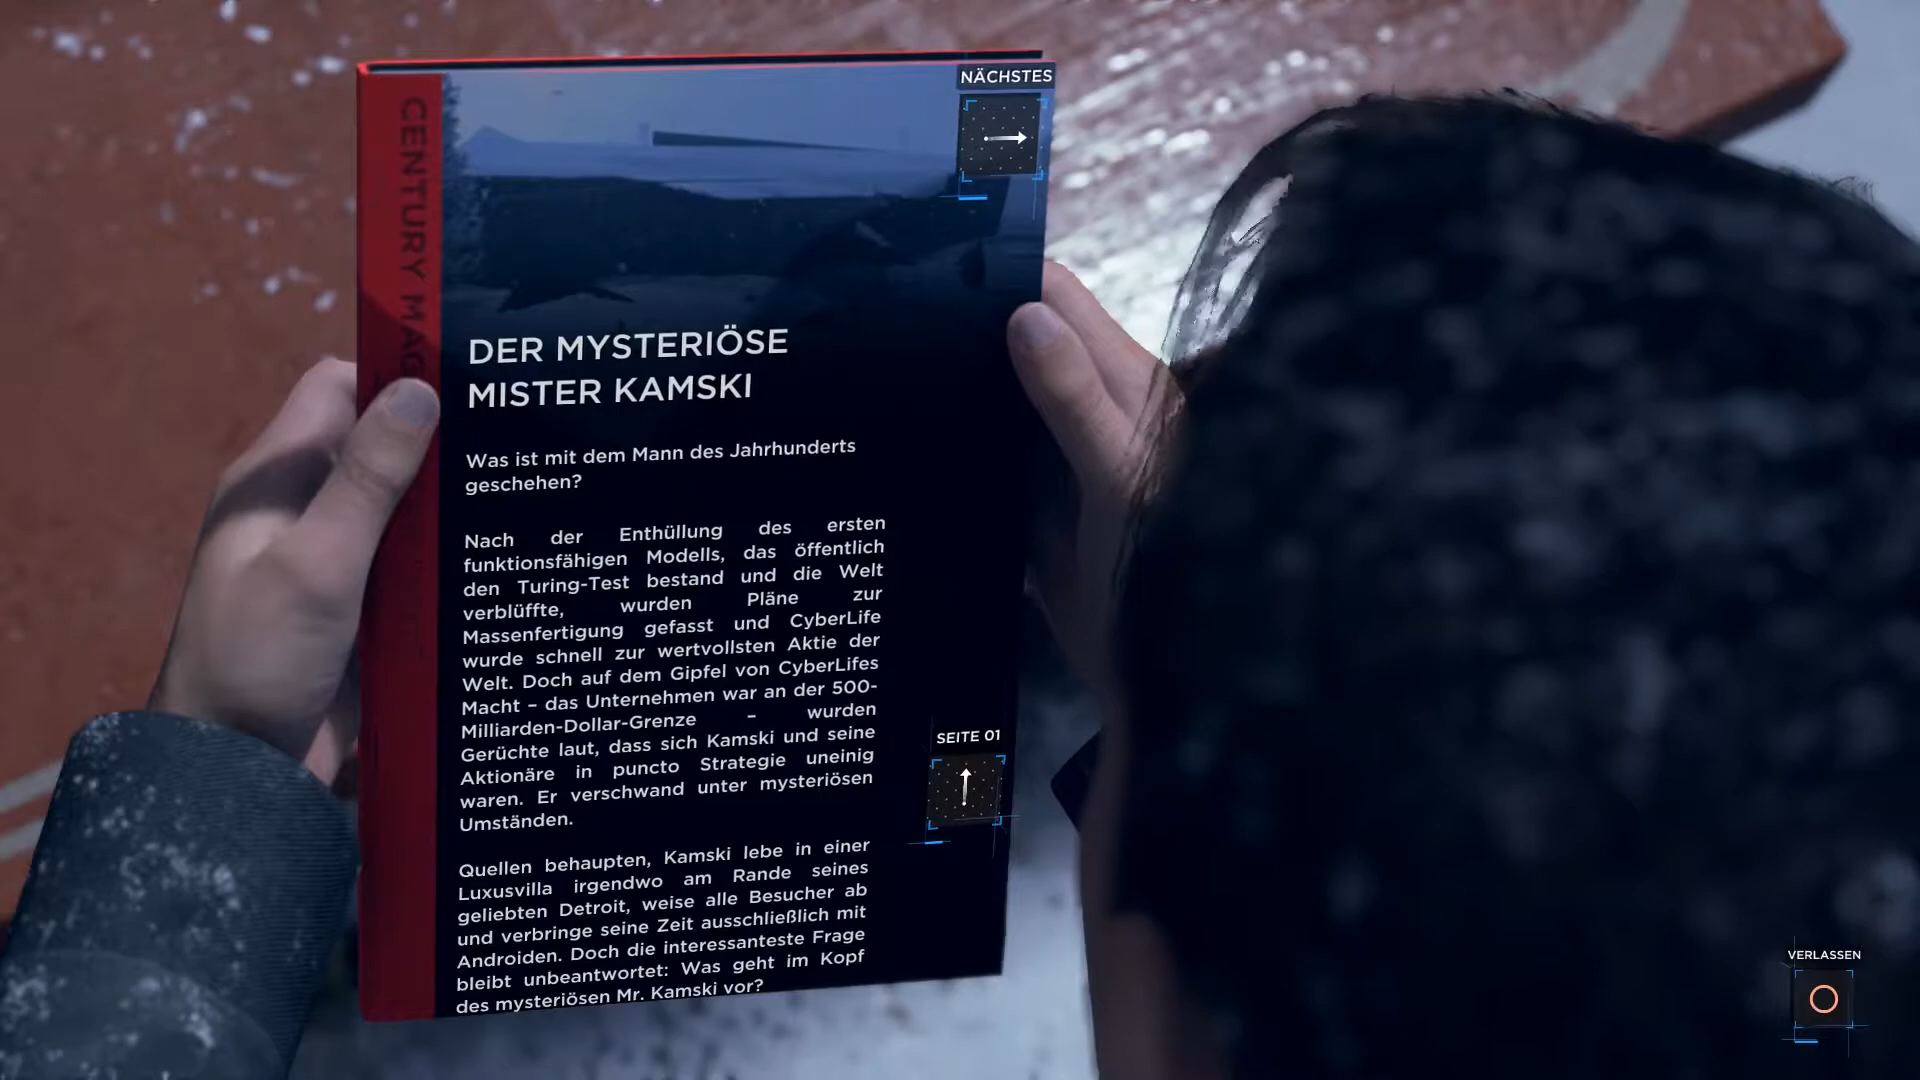 NÄCHSTES
CENTURY MAG
DER MYSTERIÖSE
MISTER KAMSKI
Was ist mit dem Mann des Jahrhunderts
geschehen?
Nach der Enthüllung des ersten
funktionsfähigen Modells, das öffentlich
den Turing-Test bestand und die Welt
verblüffte, wurden Pläne zur
Massenfertigung gefasst und CyberLife
wurde schnell zur wertvollsten Aktie der
Welt. Doch auf dem Gipfel von CyberLifes
Macht – das Unternehmen war an der 500-
Milliarden-Dollar-Grenze – wurden
Gerüchte laut, dass sich Kamski und seine
Aktionäre in puncto Strategie uneinig
waren. Er verschwand unter mysteriösen
Umständen.
Quellen behaupten, Kamski lebe in einer
Luxusvilla irgendwo am Rande seines
geliebten Detroit, weise alle Besucher ab
und verbringe seine Zeit ausschließlich mit
Androiden. Doch die interessanteste Frage
bleibt unbeantwortet: Was geht im Kopf
des mysteriösen Mr. Kamski vor?
SEITE 01
VERLASSEN